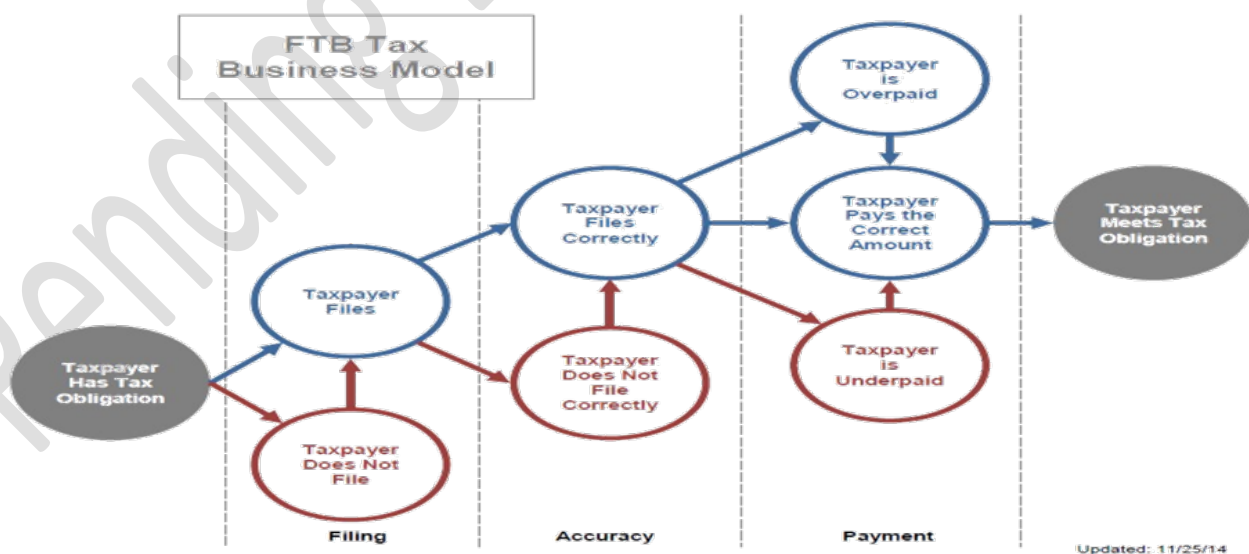 FTB Tax
Business Model
Taxpayer
is
Overpaid
Taxpayer
Files
Correctly
Taxpayer
Pays the
Correct
Amount
Taxpayer
Meets Tax
Obligation
Taxpayer
Files
Taxpayer
Has Tax
Obligation
Taxpayer
Does Not
File
Correctly
Taxpayer
is
Underpaid
Taxpayer
Does Not
File
Filing
Accuracy
Payment
Updated: 11/25/14
Pending